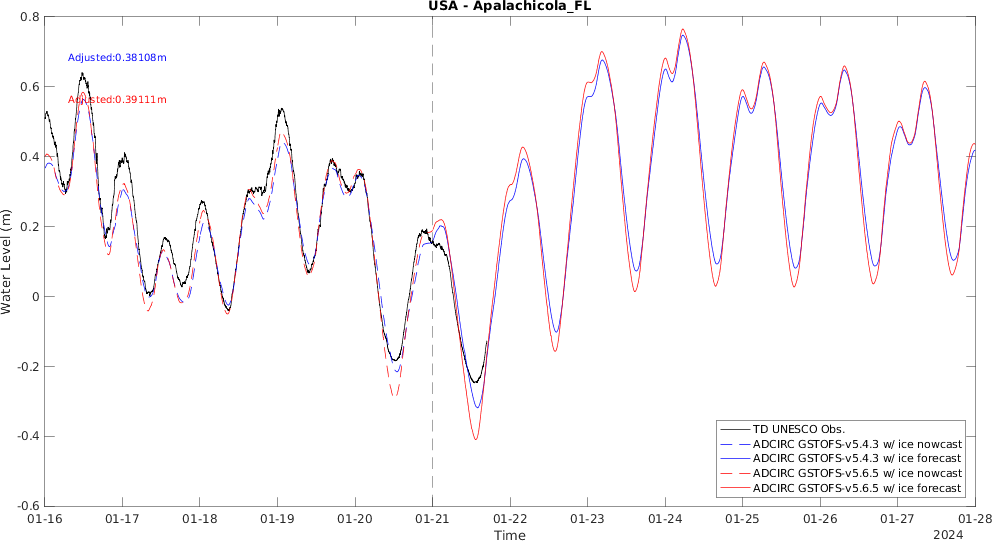 USA - Apalachicola_FL
0.8
Adjusted:0.38108m
0.6
Adjusted:0.39111m
0.4
0.2
0
-0.2
-0.4
-0.6
Water Level (m)
TD UNESCO Obs.
ADCIRC GSTOFS-v5.4.3 w/ ice nowcast
ADCIRC GSTOFS-v5.4.3 w/ ice forecast
ADCIRC GSTOFS-v5.6.5 w/ ice nowcast
ADCIRC GSTOFS-v5.6.5 w/ ice forecast
01-16 01-17 01-18 01-19 01-20 01-21 01-22 01-23 01-24 01-25 01-26 01-27 01-28
Time
2024